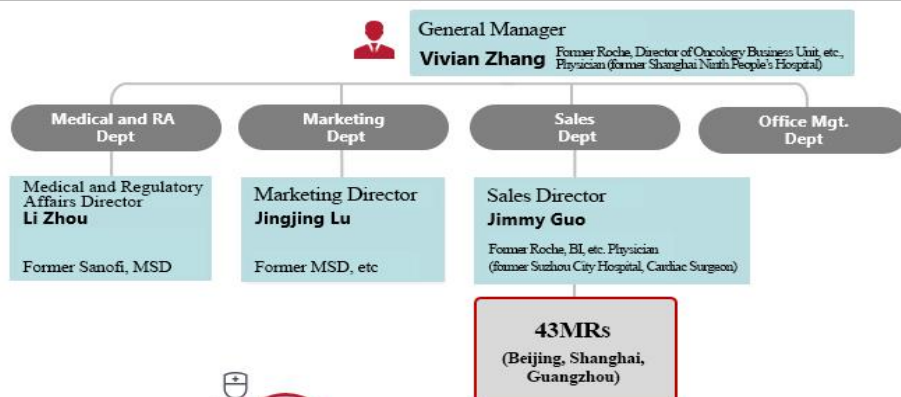 General Manager
Vivian Zhang Former Roche, Director of Oncology Business Unit, etc.,
Physician (former Shanghai Ninth People's Hospital)
Medical and RA
Dept
Marketing
Dept
Sales
Dept
Office Mgt.
Dept
Medical and Regulatory
Affairs Director
Li Zhou
Former Sanofi, MSD
Marketing Director
Jingjing Lu
Former MSD, etc
Sales Director
Jimmy Guo
Former Roche, BI, etc. Physician
(former Suzhou City Hospital, Cardiac Surgeon)
43MRs
(Beijing, Shanghai,
Guangzhou)